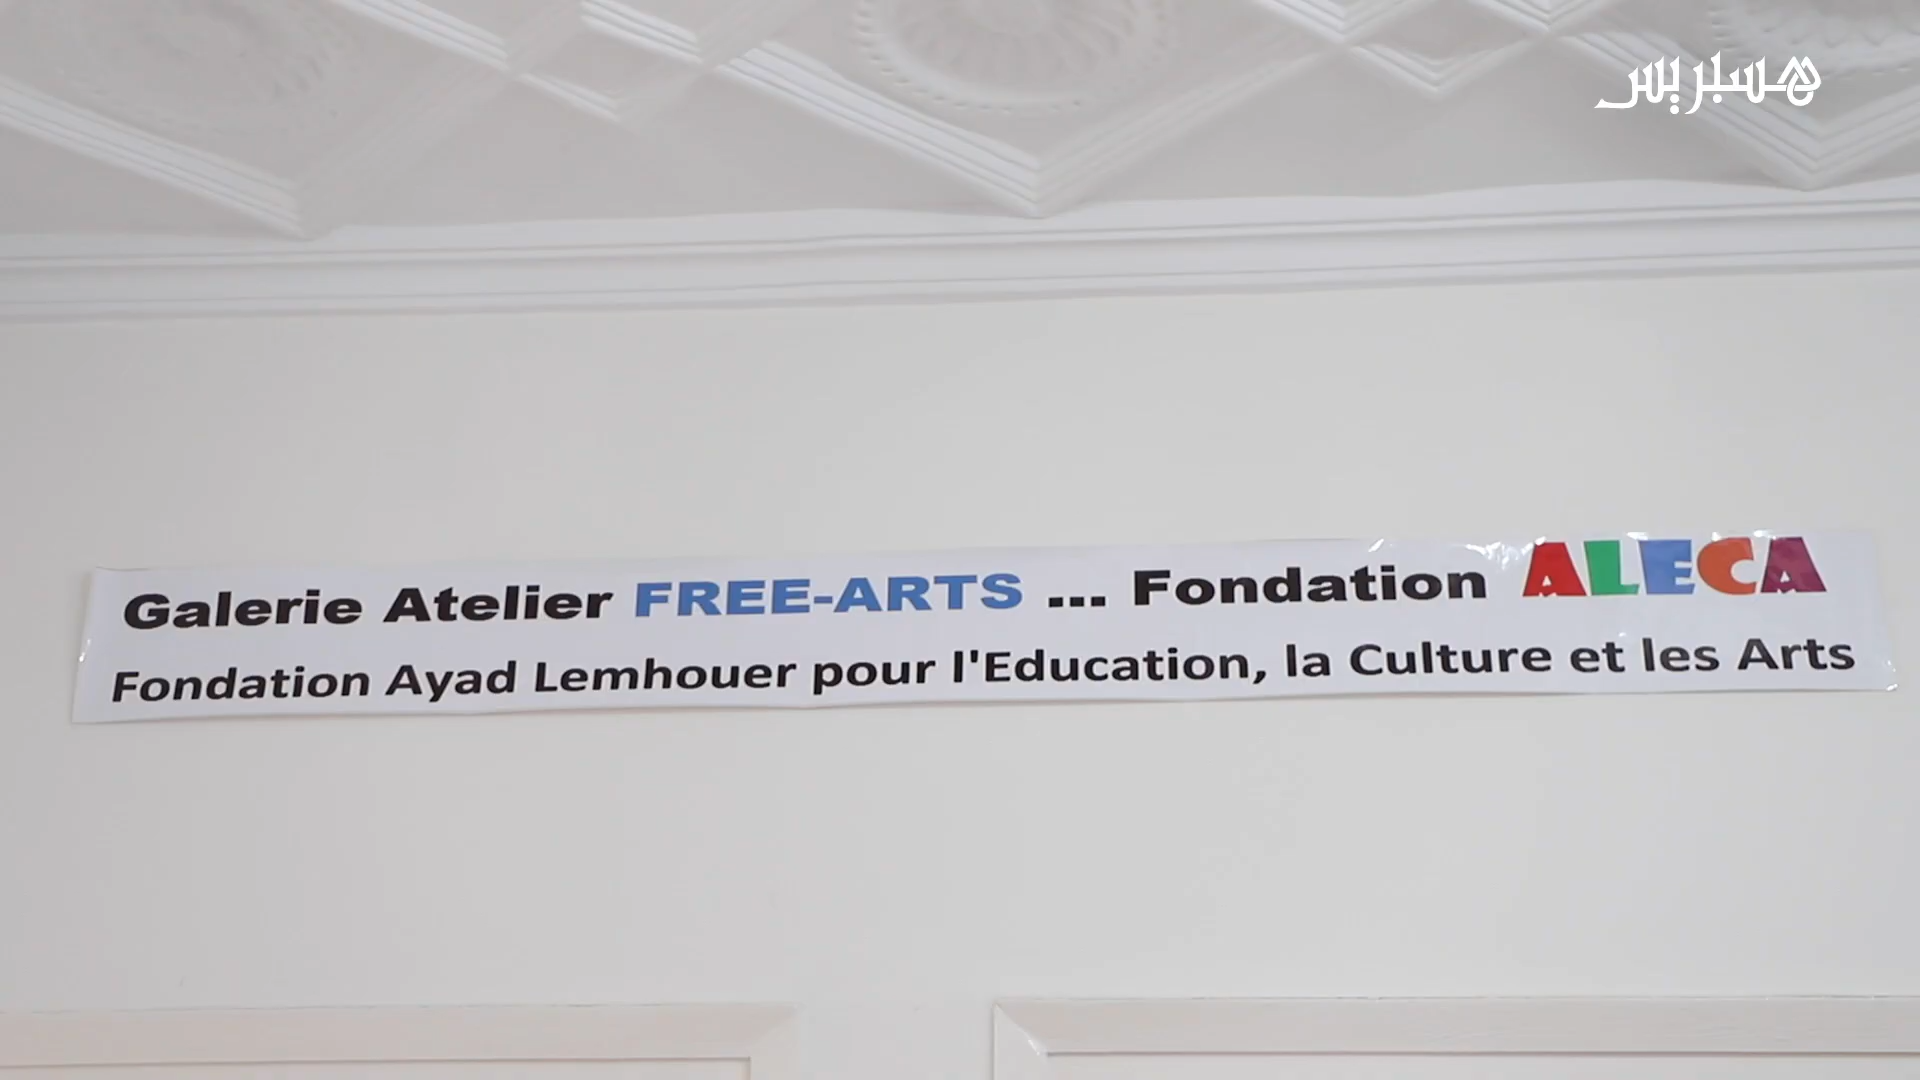 هسبريس
Galerie Atelier FREE-ARTS ... Fondation ALECA
Fondation Ayad Lemhouer pour l'Education, la Culture et les Arts